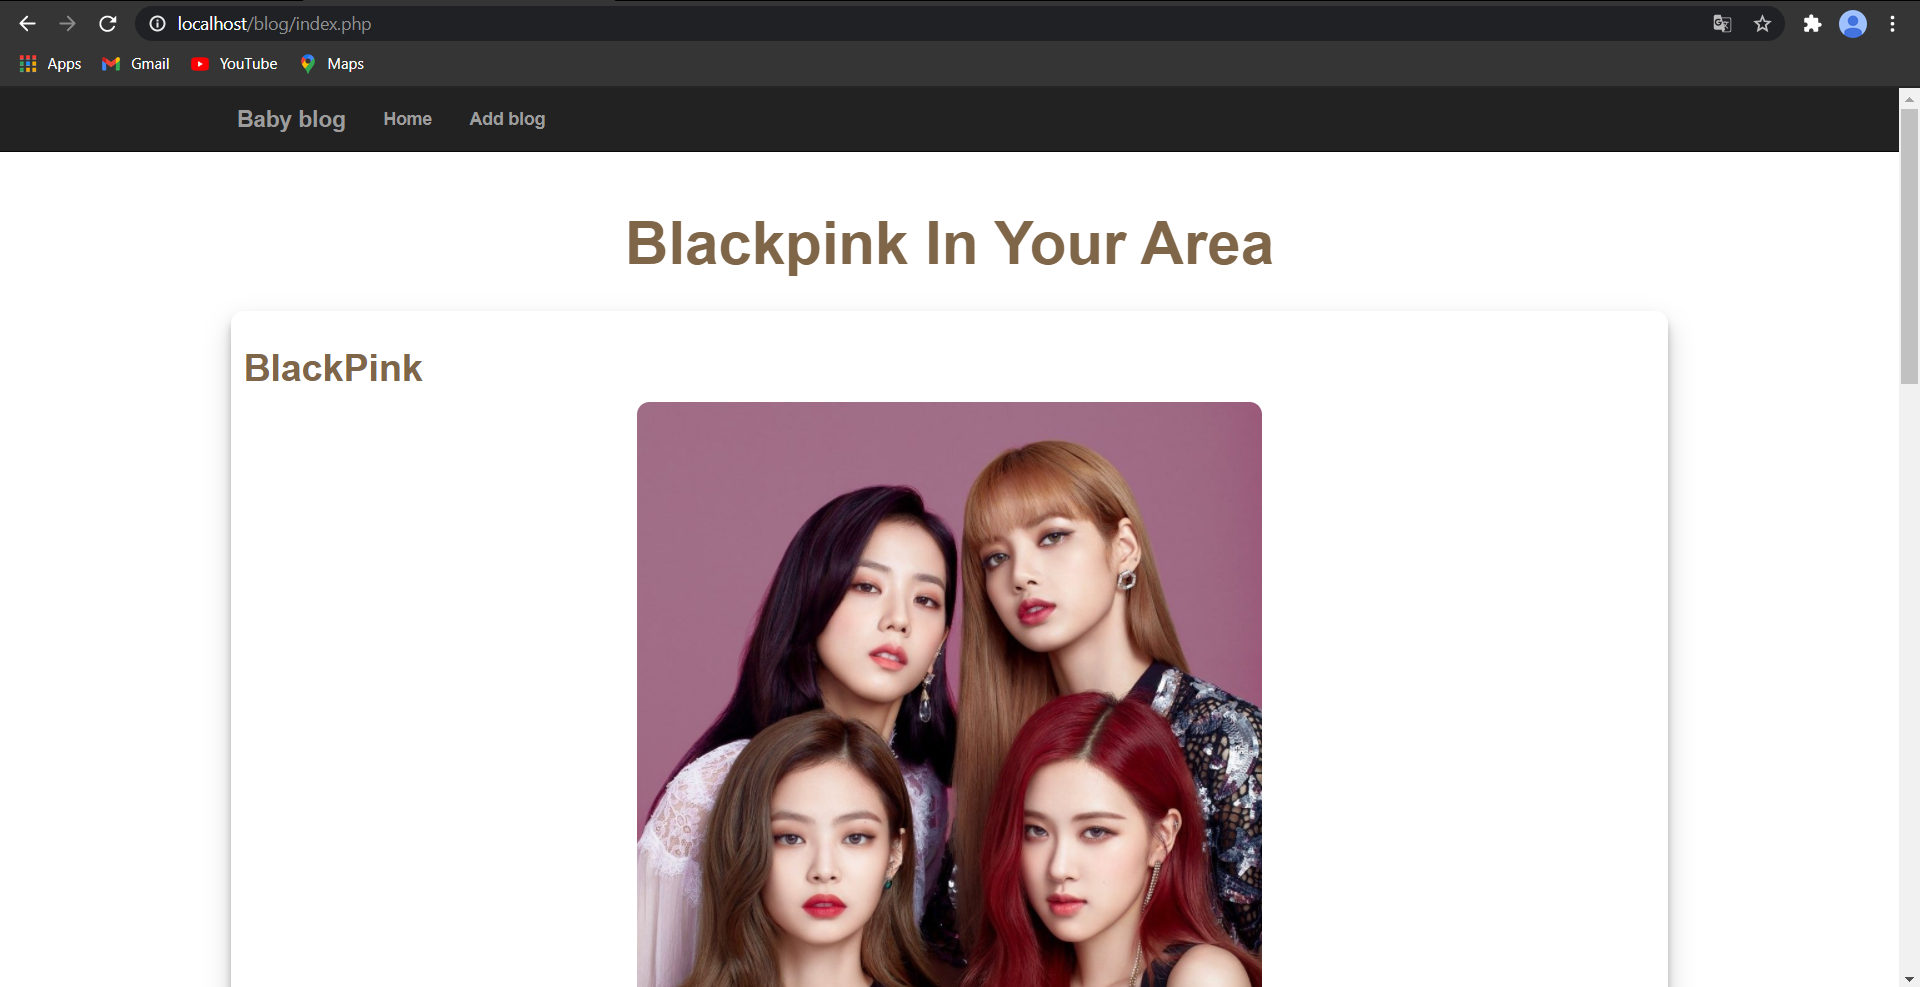 localhost/blog/index.php
Apps Gmail YouTube Maps
Baby blog Home Add blog
Blackpink In Your Area
BlackPink